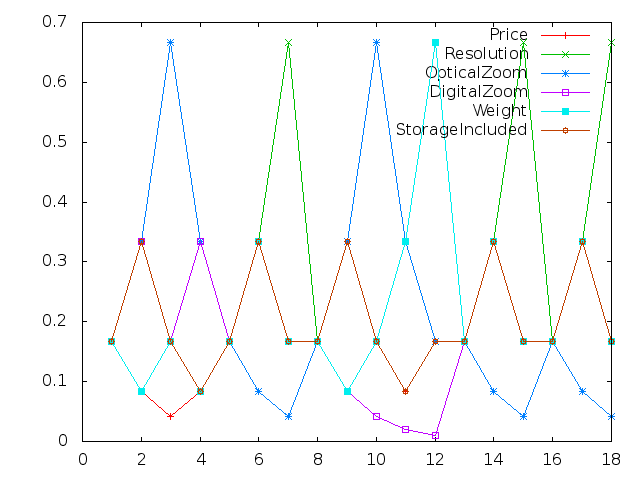 0.7
0.6
0.5
0.4
0.3
0.2
0.1
0
0 2 4 6 8 10 12 14 16 18
Price
Resolution
OpticalZoom
DigitalZoom
Weight
StorageIncluded